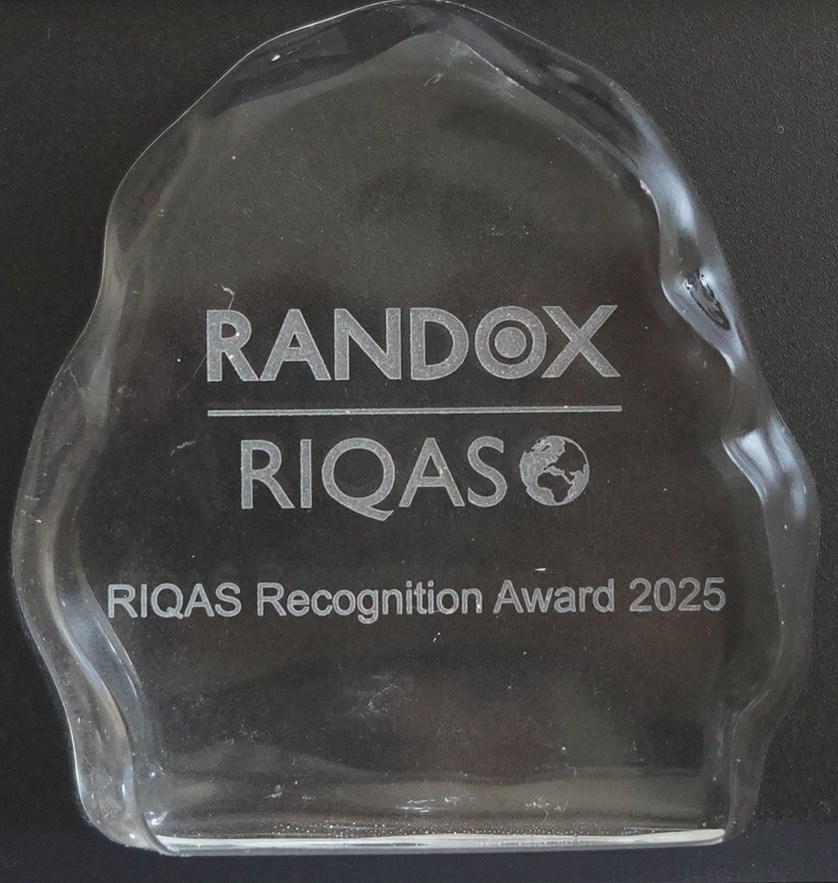 RANDOX
RIQAS
RIQAS Recognition Award 2025